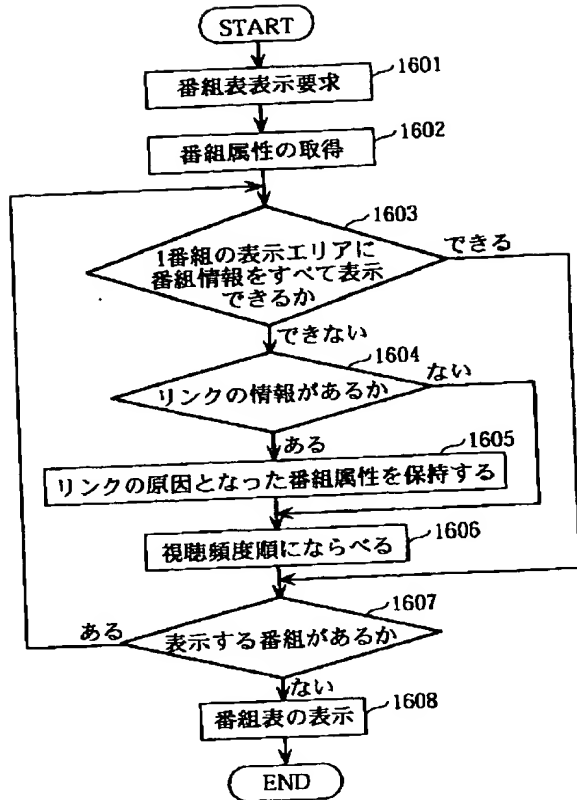 START
番組表表示要求
1601
番組属性の取得
1602
1番組の表示エリアに
番組情報をすべて表示
できるか
1603
できる
できない
リンクの情報があるか
1604
ない
ある
リンクの原因となった番組属性を保持する
1605
視聴頻度順にならべる
1606
表示する番組があるか
1607
ある
ない
番組表の表示
1608
END